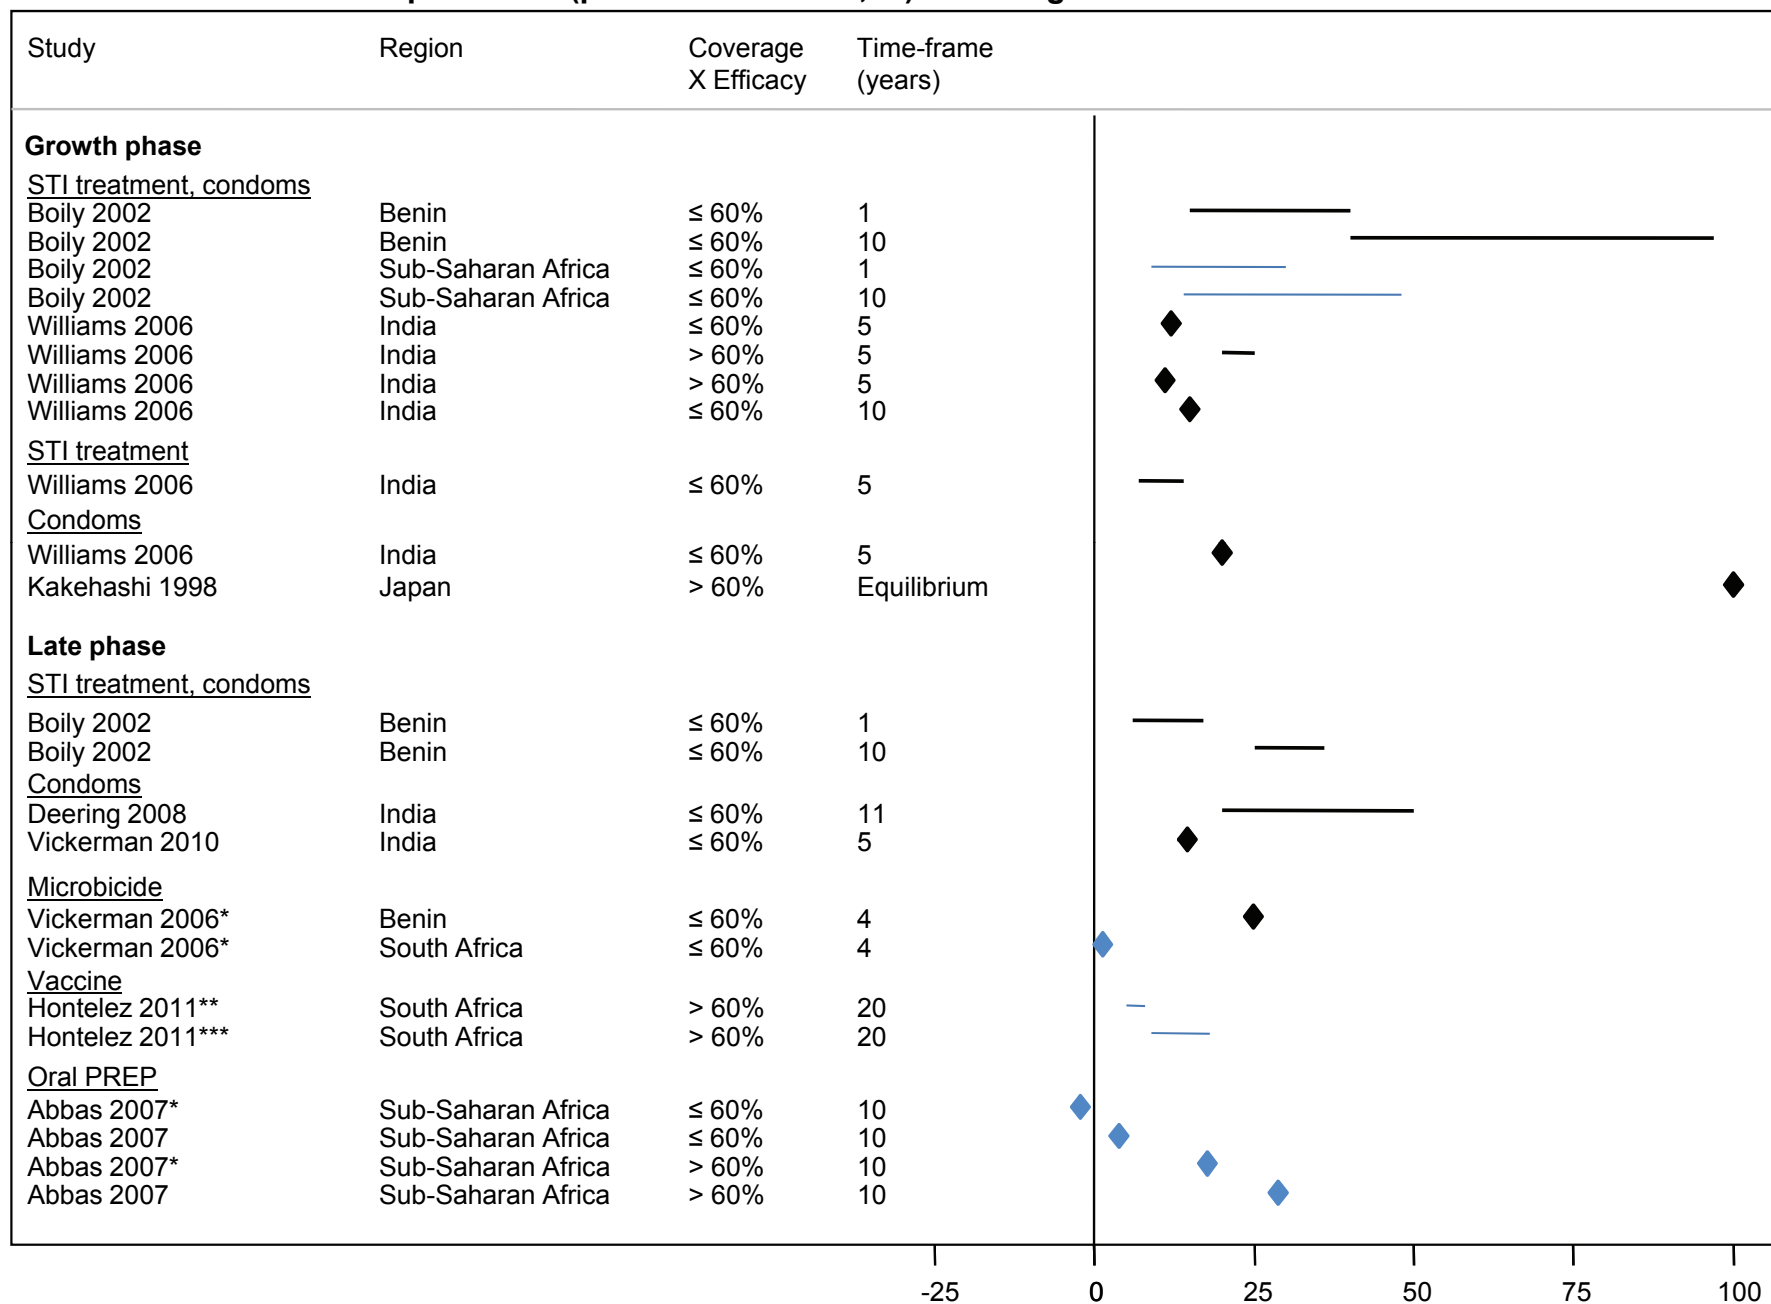 Study Region Coverage Time-frame
X Efficacy (years)
Growth phase
STI treatment, condoms
Boily 2002 Benin ≤ 60% 1
Boily 2002 Benin ≤ 60% 10
Boily 2002 Sub-Saharan Africa ≤ 60% 1
Boily 2002 Sub-Saharan Africa ≤ 60% 10
Williams 2006 India ≤ 60% 5
Williams 2006 India > 60% 5
Williams 2006 India > 60% 5
Williams 2006 India ≤ 60% 10
STI treatment
Williams 2006 India ≤ 60% 5
Condoms
Williams 2006 India ≤ 60% 5
Kakehashi 1998 Japan > 60% Equilibrium
Late phase
STI treatment, condoms
Boily 2002 Benin ≤ 60% 1
Boily 2002 Benin ≤ 60% 10
Condoms
Deering 2008 India ≤ 60% 11
Vickerman 2010 India ≤ 60% 5
Microbicide
Vickerman 2006* Benin ≤ 60% 4
Vickerman 2006* South Africa ≤ 60% 4
Vaccine
Hontelez 2011** South Africa > 60% 20
Hontelez 2011*** South Africa > 60% 20
Oral PREP
Abbas 2007* Sub-Saharan Africa ≤ 60% 10
Abbas 2007 Sub-Saharan Africa ≤ 60% 10
Abbas 2007* Sub-Saharan Africa > 60% 10
Abbas 2007 Sub-Saharan Africa > 60% 10
-25 0 25 50 75 100